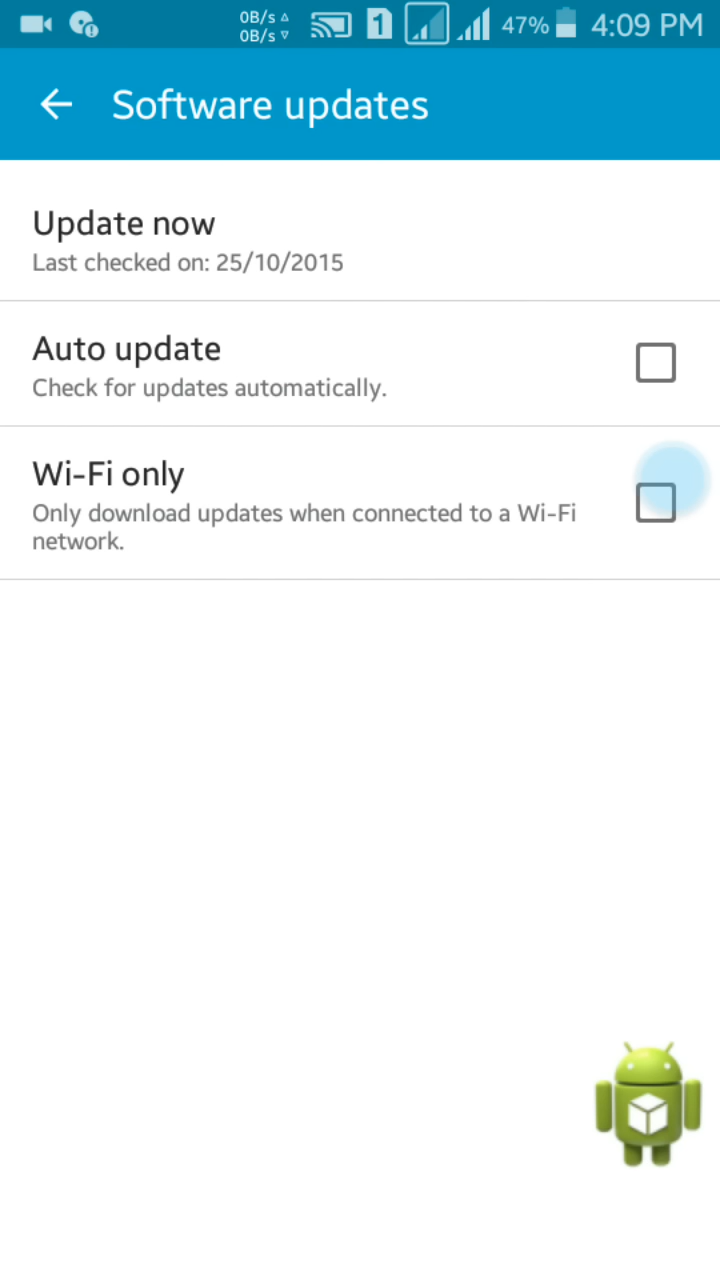 0B/s △
0B/s ▽
1
47%
4:09 PM
Software updates
Update now
Last checked on: 25/10/2015
Auto update
Check for updates automatically.
Wi-Fi only
Only download updates when connected to a Wi-Fi
network.